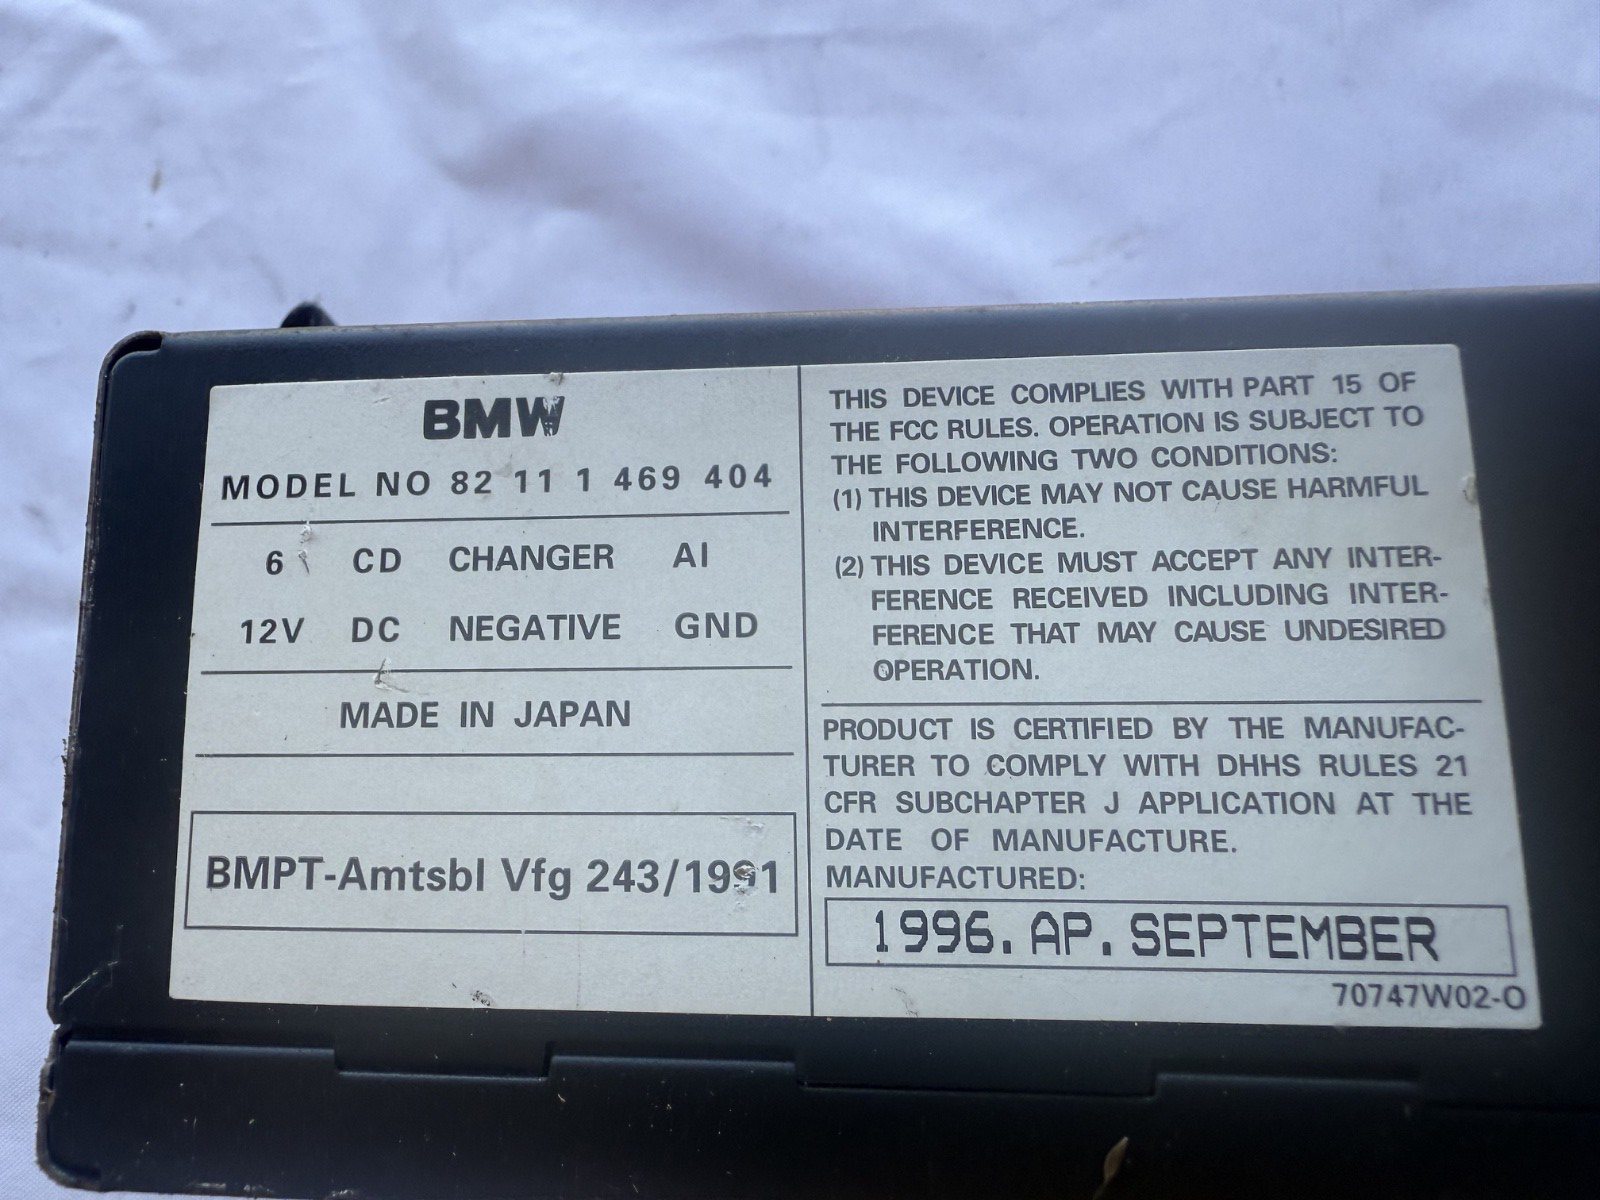 BMW
MODEL NO 82 11 1 469 404
6 CD CHANGER AI
12V DC NEGATIVE GND
MADE IN JAPAN
BMPT-Amtsbl Vfg 243/1991
THIS DEVICE COMPLIES WITH PART 15 OF
THE FCC RULES. OPERATION IS SUBJECT TO
THE FOLLOWING TWO CONDITIONS:
(1) THIS DEVICE MAY NOT CAUSE HARMFUL
INTERFERENCE.
(2) THIS DEVICE MUST ACCEPT ANY INTER-
FERENCE RECEIVED INCLUDING INTER-
FERENCE THAT MAY CAUSE UNDESIRED
OPERATION.
PRODUCT IS CERTIFIED BY THE MANUFAC-
TURER TO COMPLY WITH DHHS RULES 21
CFR SUBCHAPTER J APPLICATION AT THE
DATE OF MANUFACTURE.
MANUFACTURED:
1996. AP. SEPTEMBER
70747W02-O